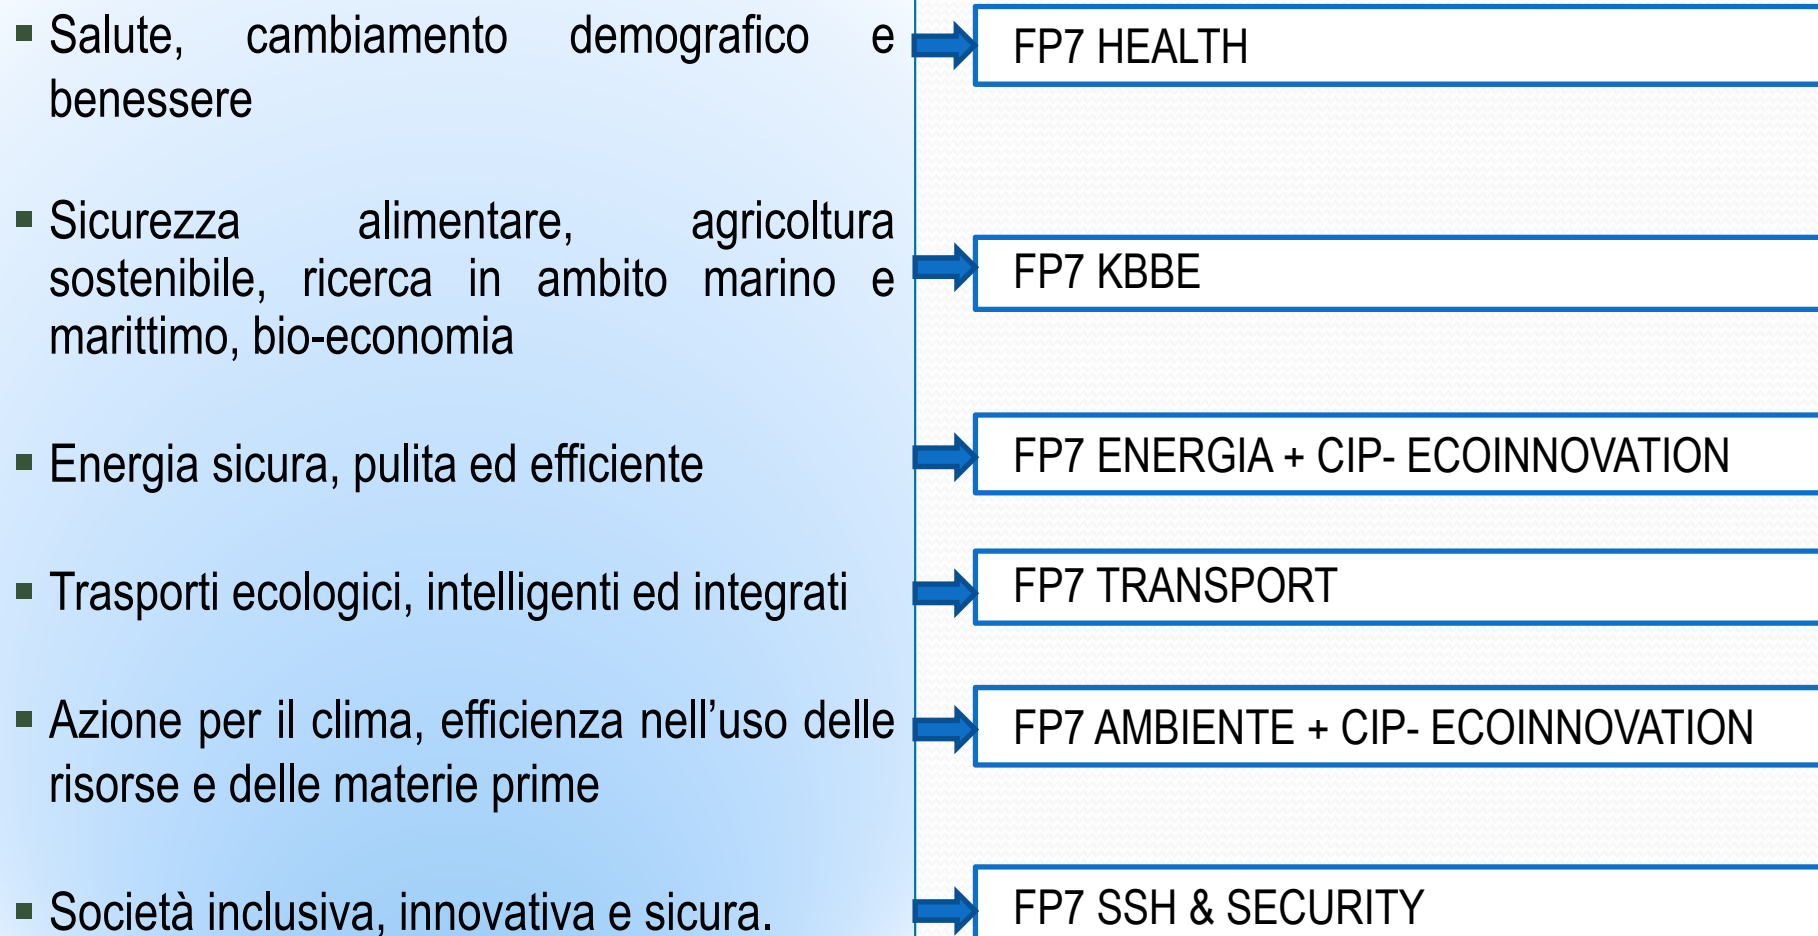 Salute, cambiamento demografico e
benessere
FP7 HEALTH
Sicurezza alimentare, agricoltura
sostenibile, ricerca in ambito marino e
marittimo, bio-economia
FP7 KBBE
Energia sicura, pulita ed efficiente
FP7 ENERGIA + CIP- ECOINNOVATION
Trasporti ecologici, intelligenti ed integrati
FP7 TRANSPORT
Azione per il clima, efficienza nell’uso delle
risorse e delle materie prime
FP7 AMBIENTE + CIP- ECOINNOVATION
Società inclusiva, innovativa e sicura.
FP7 SSH & SECURITY